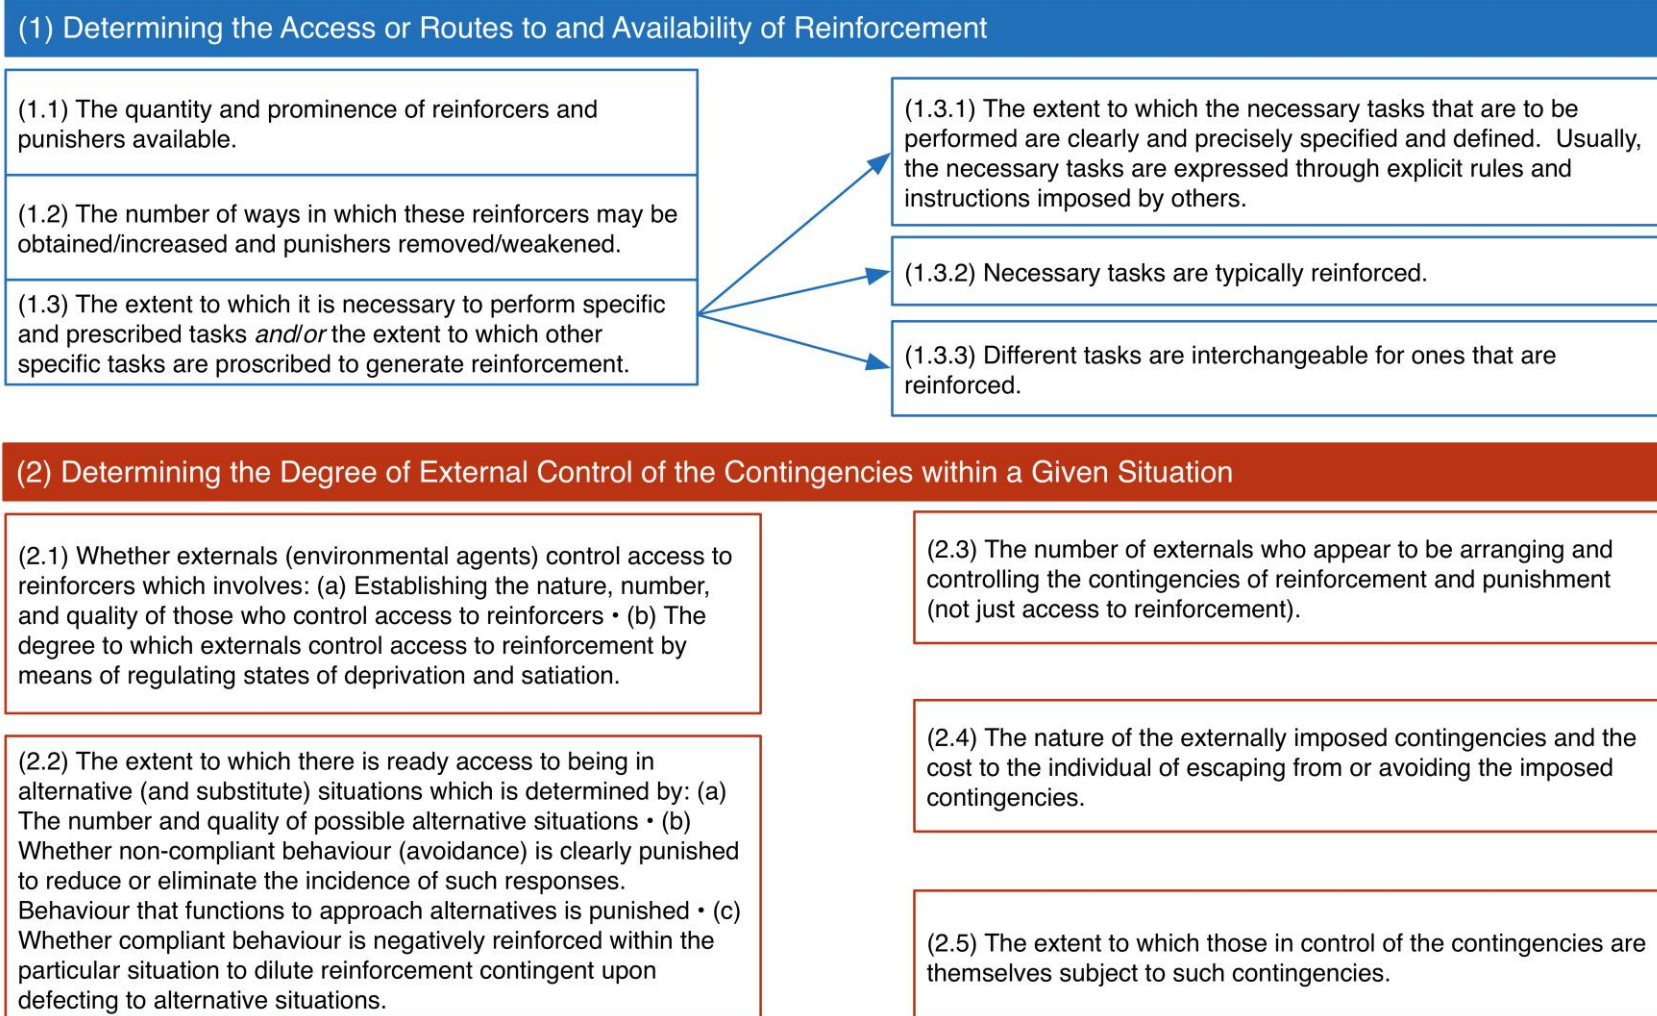 (1) Determining the Access or Routes to and Availability of Reinforcement
(1.1) The quantity and prominence of reinforcers and
punishers available.
(1.2) The number of ways in which these reinforcers may be
obtained/increased and punishers removed/weakened.
(1.3) The extent to which it is necessary to perform specific
and prescribed tasks and/or the extent to which other
specific tasks are proscribed to generate reinforcement.
(1.3.1) The extent to which the necessary tasks that are to be
performed are clearly and precisely specified and defined.  Usually,
the necessary tasks are expressed through explicit rules and
instructions imposed by others.
(1.3.2) Necessary tasks are typically reinforced.
(1.3.3) Different tasks are interchangeable for ones that are
reinforced.
(2) Determining the Degree of External Control of the Contingencies within a Given Situation
(2.1) Whether externals (environmental agents) control access to
reinforcers which involves: (a) Establishing the nature, number,
and quality of those who control access to reinforcers • (b) The
degree to which externals control access to reinforcement by
means of regulating states of deprivation and satiation.
(2.2) The extent to which there is ready access to being in
alternative (and substitute) situations which is determined by: (a)
The number and quality of possible alternative situations • (b)
Whether non-compliant behaviour (avoidance) is clearly punished
to reduce or eliminate the incidence of such responses.
Behaviour that functions to approach alternatives is punished • (c)
Whether compliant behaviour is negatively reinforced within the
particular situation to dilute reinforcement contingent upon
defecting to alternative situations.
(2.3) The number of externals who appear to be arranging and
controlling the contingencies of reinforcement and punishment
(not just access to reinforcement).
(2.4) The nature of the externally imposed contingencies and the
cost to the individual of escaping from or avoiding the imposed
contingencies.
(2.5) The extent to which those in control of the contingencies are
themselves subject to such contingencies.